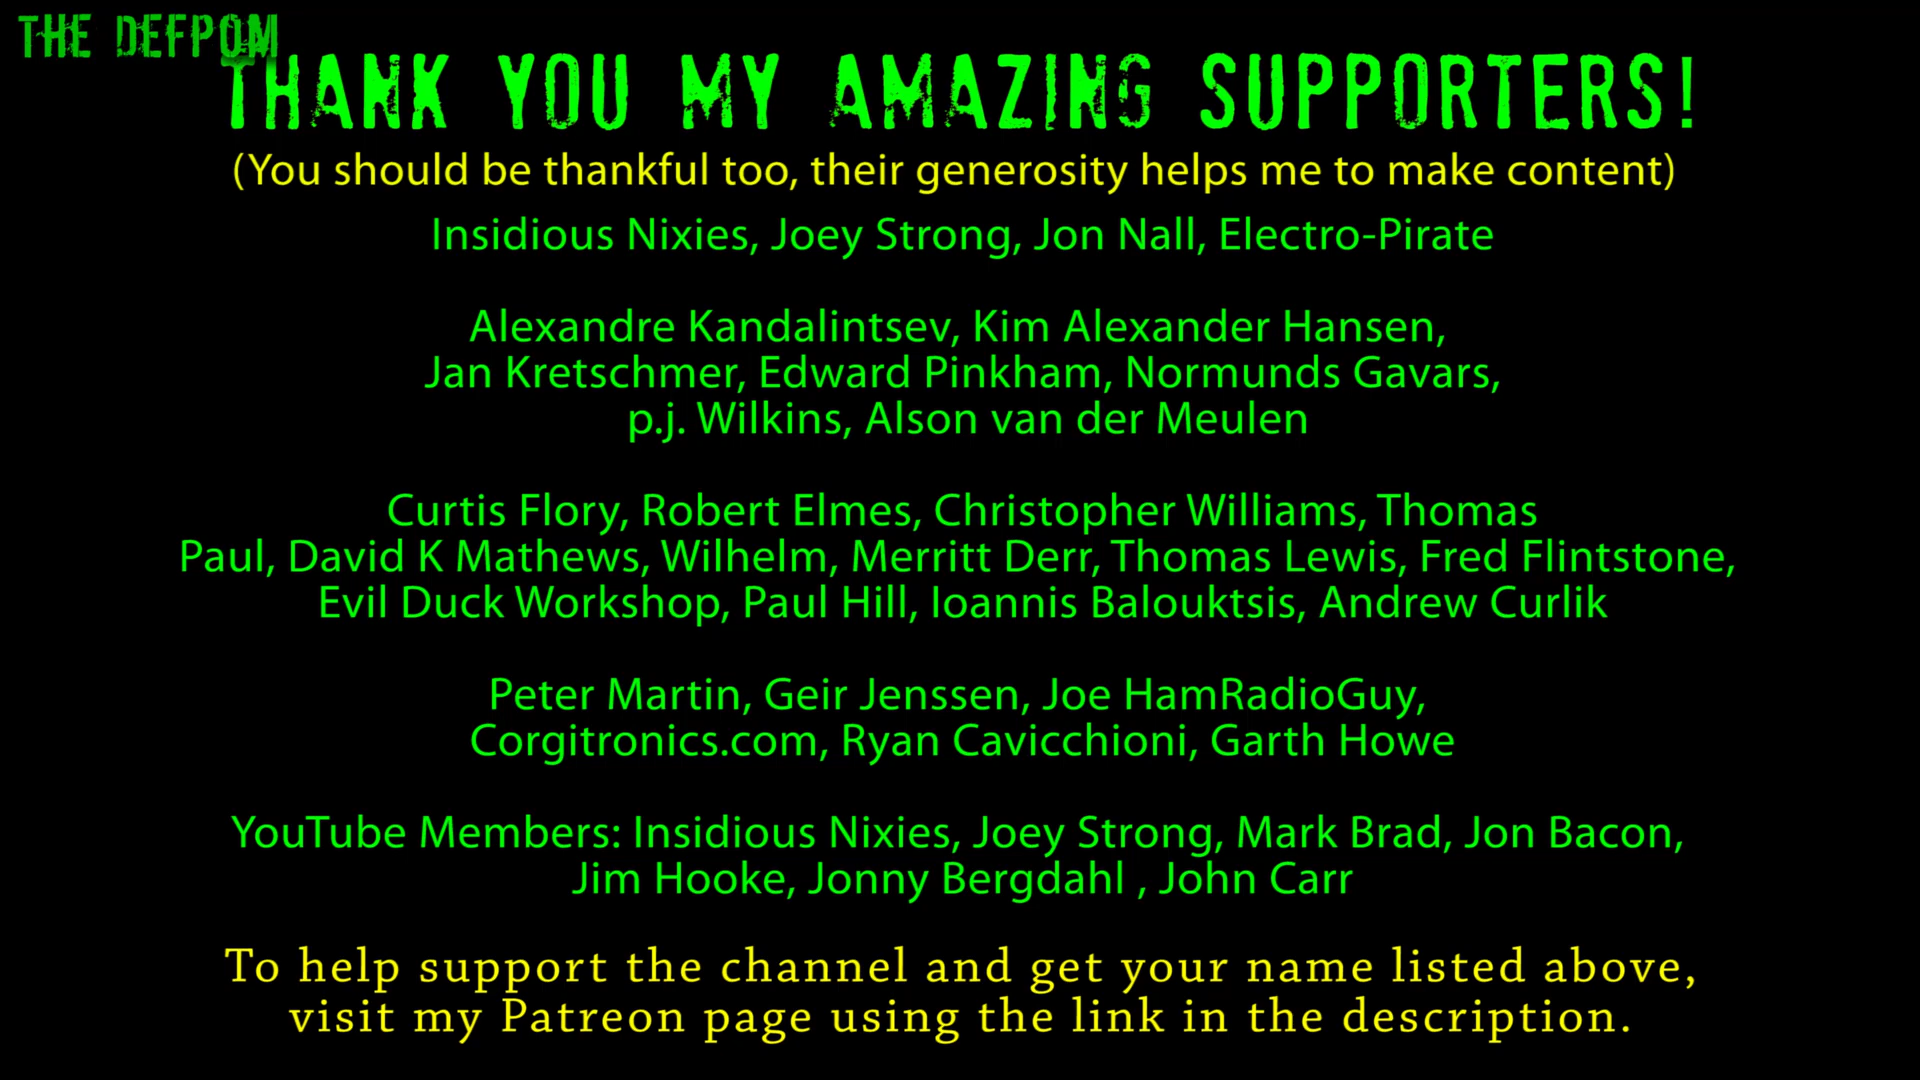 THE DEFPOM
THANK YOU MY AMAZING SUPPORTERS!
(You should be thankful too, their generosity helps me to make content)
Insidious Nixies, Joey Strong, Jon Nall, Electro-Pirate
Alexandre Kandalintsev, Kim Alexander Hansen,
Jan Kretschmer, Edward Pinkham, Normunds Gavars,
p.j. Wilkins, Alson van der Meulen
Curtis Flory, Robert Elmes, Christopher Williams, Thomas
Paul, David K Mathews, Wilhelm, Merritt Derr, Thomas Lewis, Fred Flintstone,
Evil Duck Workshop, Paul Hill, Ioannis Balouktsis, Andrew Curlik
Peter Martin, Geir Jenssen, Joe HamRadioGuy,
Corgitronics.com, Ryan Cavicchioni, Garth Howe
YouTube Members: Insidious Nixies, Joey Strong, Mark Brad, Jon Bacon,
Jim Hooke, Jonny Bergdahl , John Carr
To help support the channel and get your name listed above,
visit my Patreon page using the link in the description.